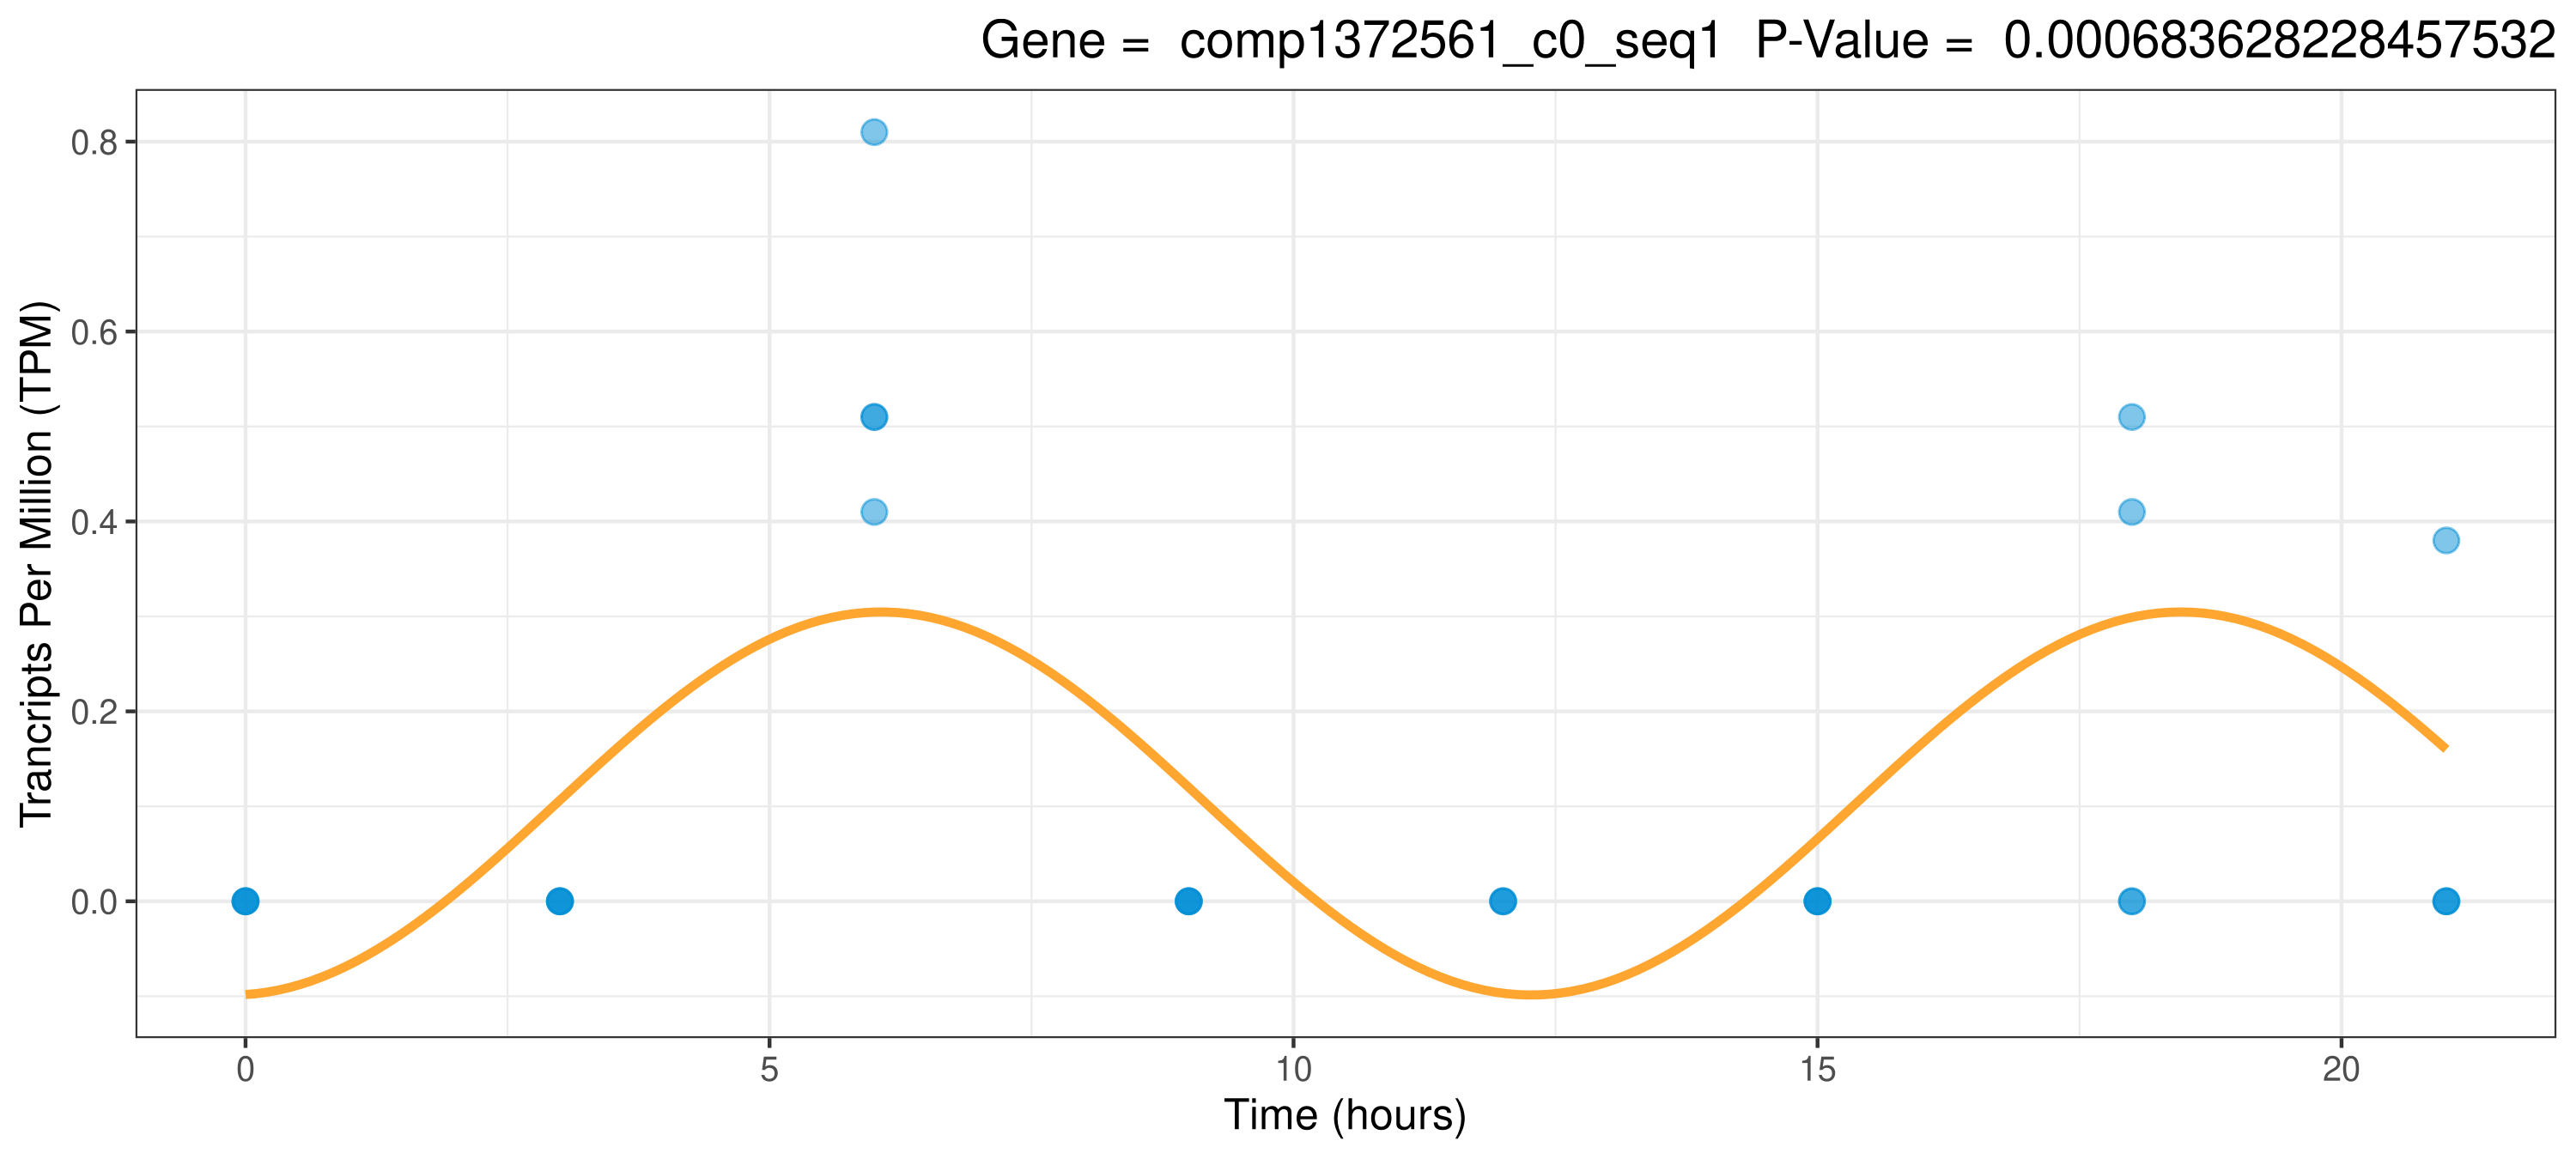 Gene =  comp1372561_c0_seq1  P-Value =  0.000683628228457532
Trancripts Per Million (TPM)
0.8
0.6
0.4
0.2
0.0
0 5 10 15 20
Time (hours)